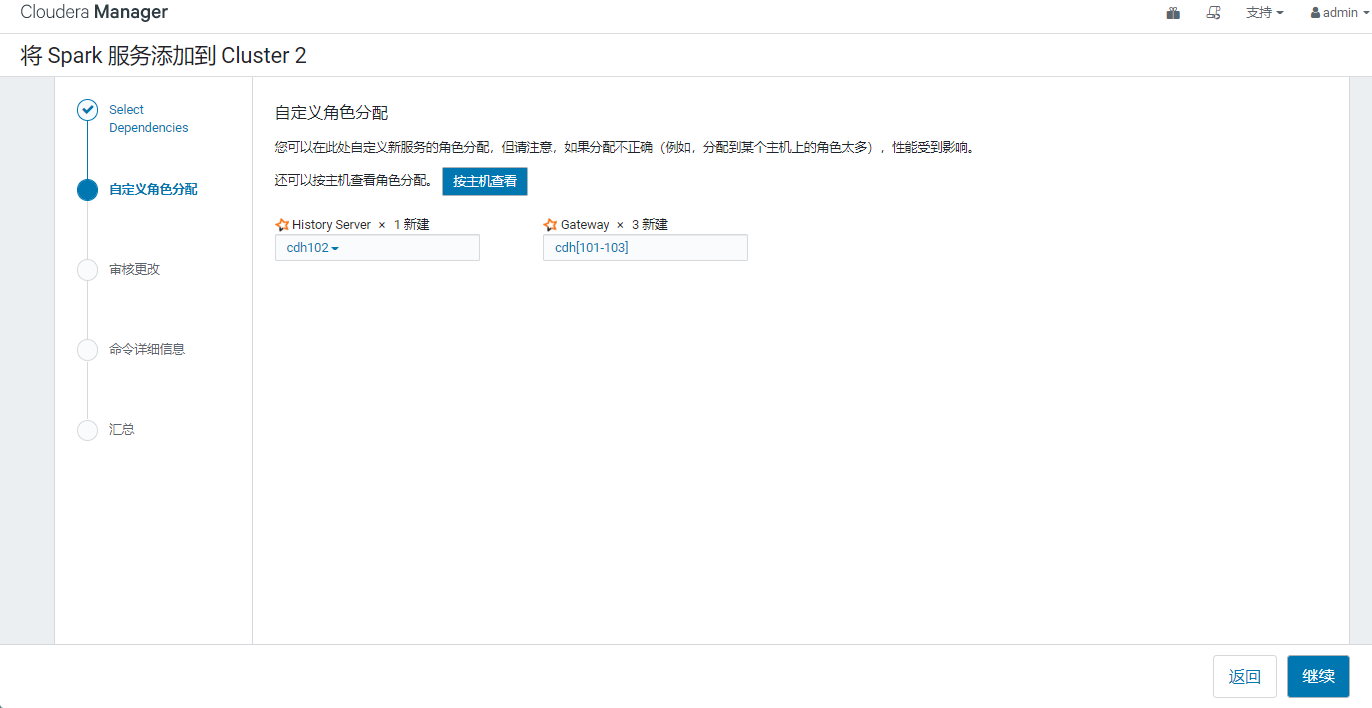 Cloudera Manager
支持
admin
将 Spark 服务添加到 Cluster 2
Select
Dependencies
自定义角色分配
审核更改
命令详细信息
汇总
自定义角色分配
您可以在此处自定义新服务的角色分配，但请注意，如果分配不正确（例如，分配到某个主机上的角色太多），性能受到影响。
还可以按主机查看角色分配。 按主机查看
History Server × 1 新建
cdh102
Gateway × 3 新建
cdh[101-103]
返回
继续